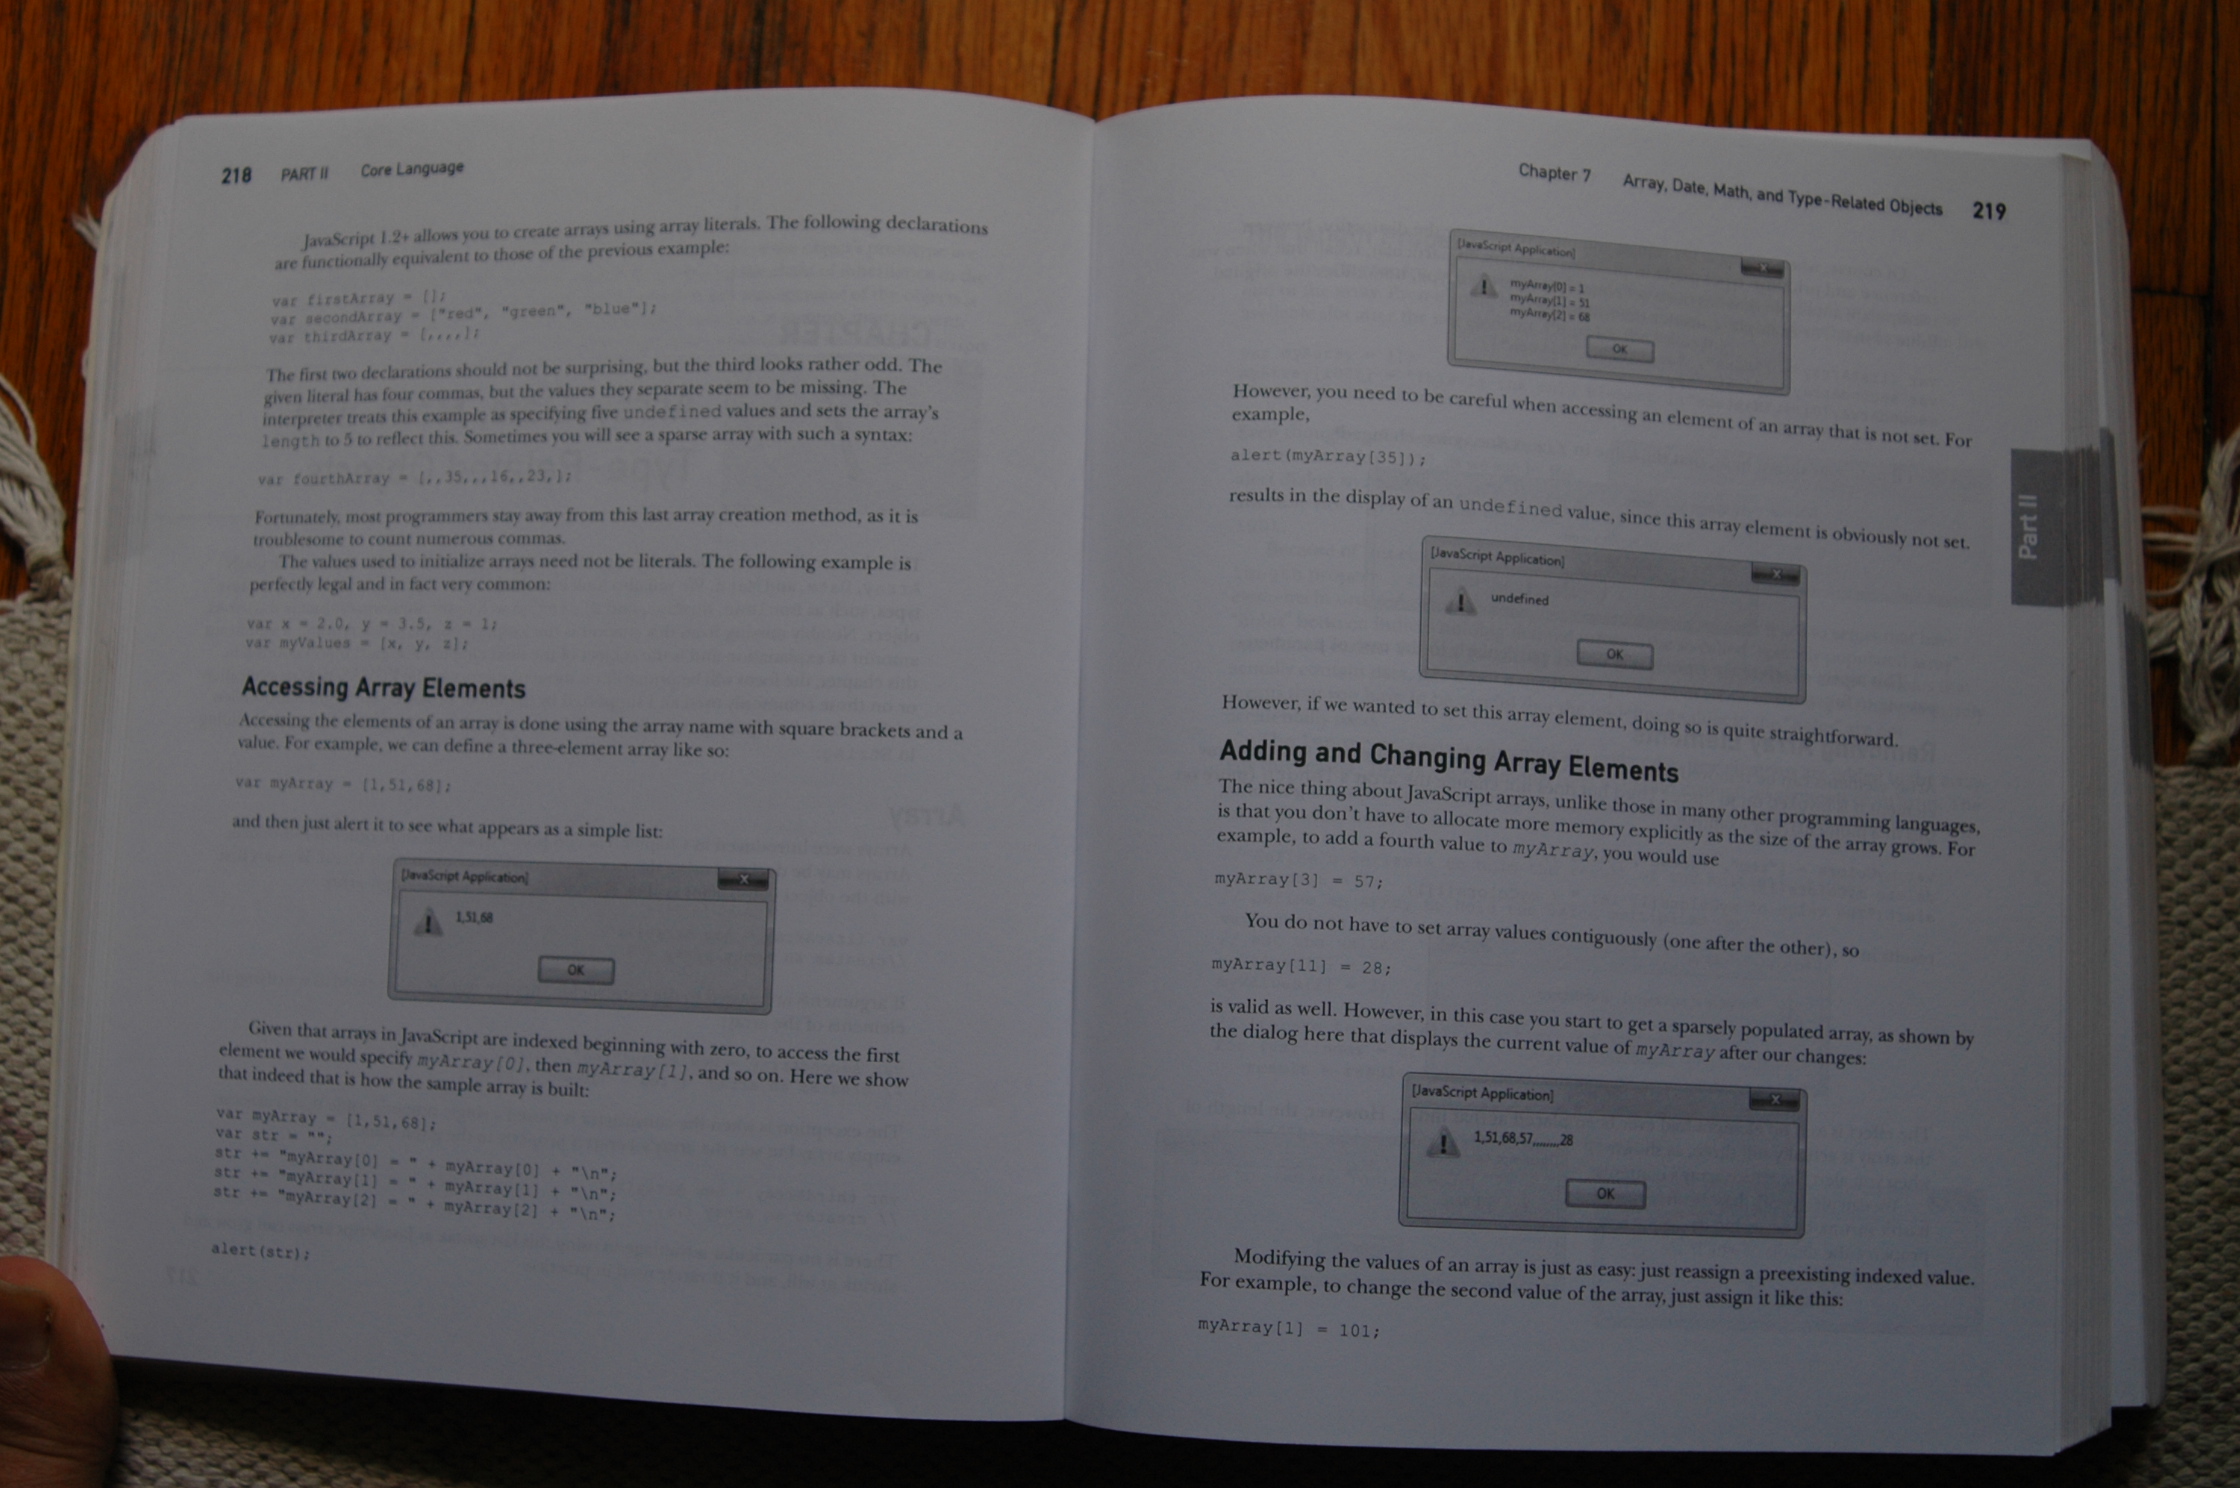 218 PART II Core Language
JavaScript 1.2+ allows you to create arrays using array literals. The following declarations
are functionally equivalent to those of the previous example:
var firstArray = [];
var secondArray = ["red", "green", "blue"];
var thirdArray = [,,,,];
The first two declarations should not be surprising, but the third looks rather odd. The
given literal has four commas, but the values they separate seem to be missing. The
interpreter treats this example as specifying five undefined values and sets the array's
length to 5 to reflect this. Sometimes you will see a sparse array with such a syntax:
var fourthArray = [,,35,,,16,,23,];
Fortunately, most programmers stay away from this last array creation method, as it is
troublesome to count numerous commas.
The values used to initialize arrays need not be literals. The following example is
perfectly legal and in fact very common:
var x = 2.0, y = 3.5, z = 1;
var myValues = [x, y, z];
Accessing Array Elements
Accessing the elements of an array is done using the array name with square brackets and a
value. For example, we can define a three-element array like so:
var myArray = [1,51,68];
and then just alert it to see what appears as a simple list:
[JavaScript Application]
X
1,51,68
OK
Given that arrays in JavaScript are indexed beginning with zero, to access the first
element we would specify myArray[0], then myArray[1], and so on. Here we show
that indeed that is how the sample array is built:
var myArray = [1,51,68];
var str = "";
str += "myArray[0] = " + myArray[0] + "\n";
str += "myArray[1] = " + myArray[1] + "\n";
str += "myArray[2] = " + myArray[2] + "\n";
alert(str);
Chapter 7 Array, Date, Math, and Type-Related Objects 219
[JavaScript Application]
X
myArray[0] = 1
myArray[1] = 51
myArray[2] = 68
OK
However, you need to be careful when accessing an element of an array that is not set. For
example,
alert(myArray[35]);
results in the display of an undefined value, since this array element is obviously not set.
[JavaScript Application]
X
undefined
OK
However, if we wanted to set this array element, doing so is quite straightforward.
Adding and Changing Array Elements
The nice thing about JavaScript arrays, unlike those in many other programming languages,
is that you don't have to allocate more memory explicitly as the size of the array grows. For
example, to add a fourth value to myArray, you would use
myArray[3] = 57;
You do not have to set array values contiguously (one after the other), so
myArray[11] = 28;
is valid as well. However, in this case you start to get a sparsely populated array, as shown by
the dialog here that displays the current value of myArray after our changes:
[JavaScript Application]
X
1,51,68,57,,,,,,,,28
OK
Modifying the values of an array is just as easy: just reassign a preexisting indexed value.
For example, to change the second value of the array, just assign it like this:
myArray[1] = 101;
Part II